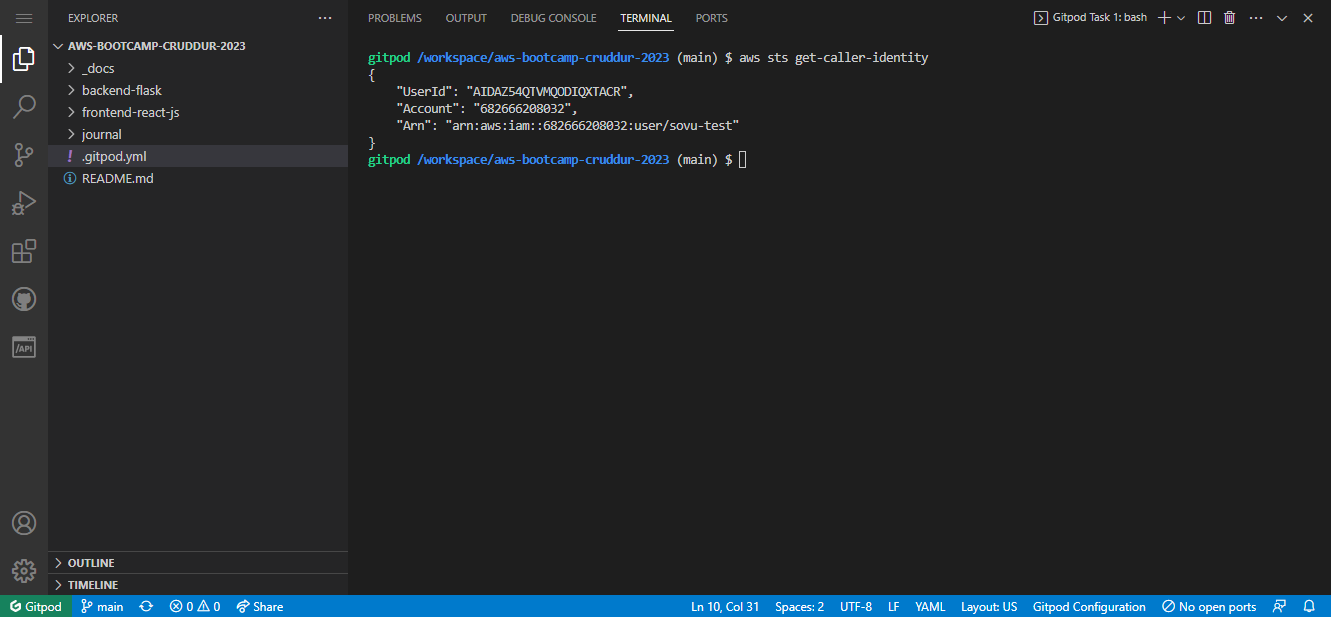 EXPLORER
AWS-BOOTCAMP-CRUDDUR-2023
_docs
backend-flask
frontend-react-js
journal
! .gitpod.yml
README.md
OUTLINE
TIMELINE
PROBLEMS OUTPUT DEBUG CONSOLE TERMINAL PORTS
Gitpod Task 1: bash
gitpod /workspace/aws-bootcamp-cruddur-2023 (main) $ aws sts get-caller-identity
{
    "UserId": "AIDAZ54QTVMQODIQXTACR",
    "Account": "682666208032",
    "Arn": "arn:aws:iam::682666208032:user/sovu-test"
}
gitpod /workspace/aws-bootcamp-cruddur-2023 (main) $
/API
Gitpod main 0 0 Share Ln 10, Col 31 Spaces: 2 UTF-8 LF YAML Layout: US Gitpod Configuration No open ports